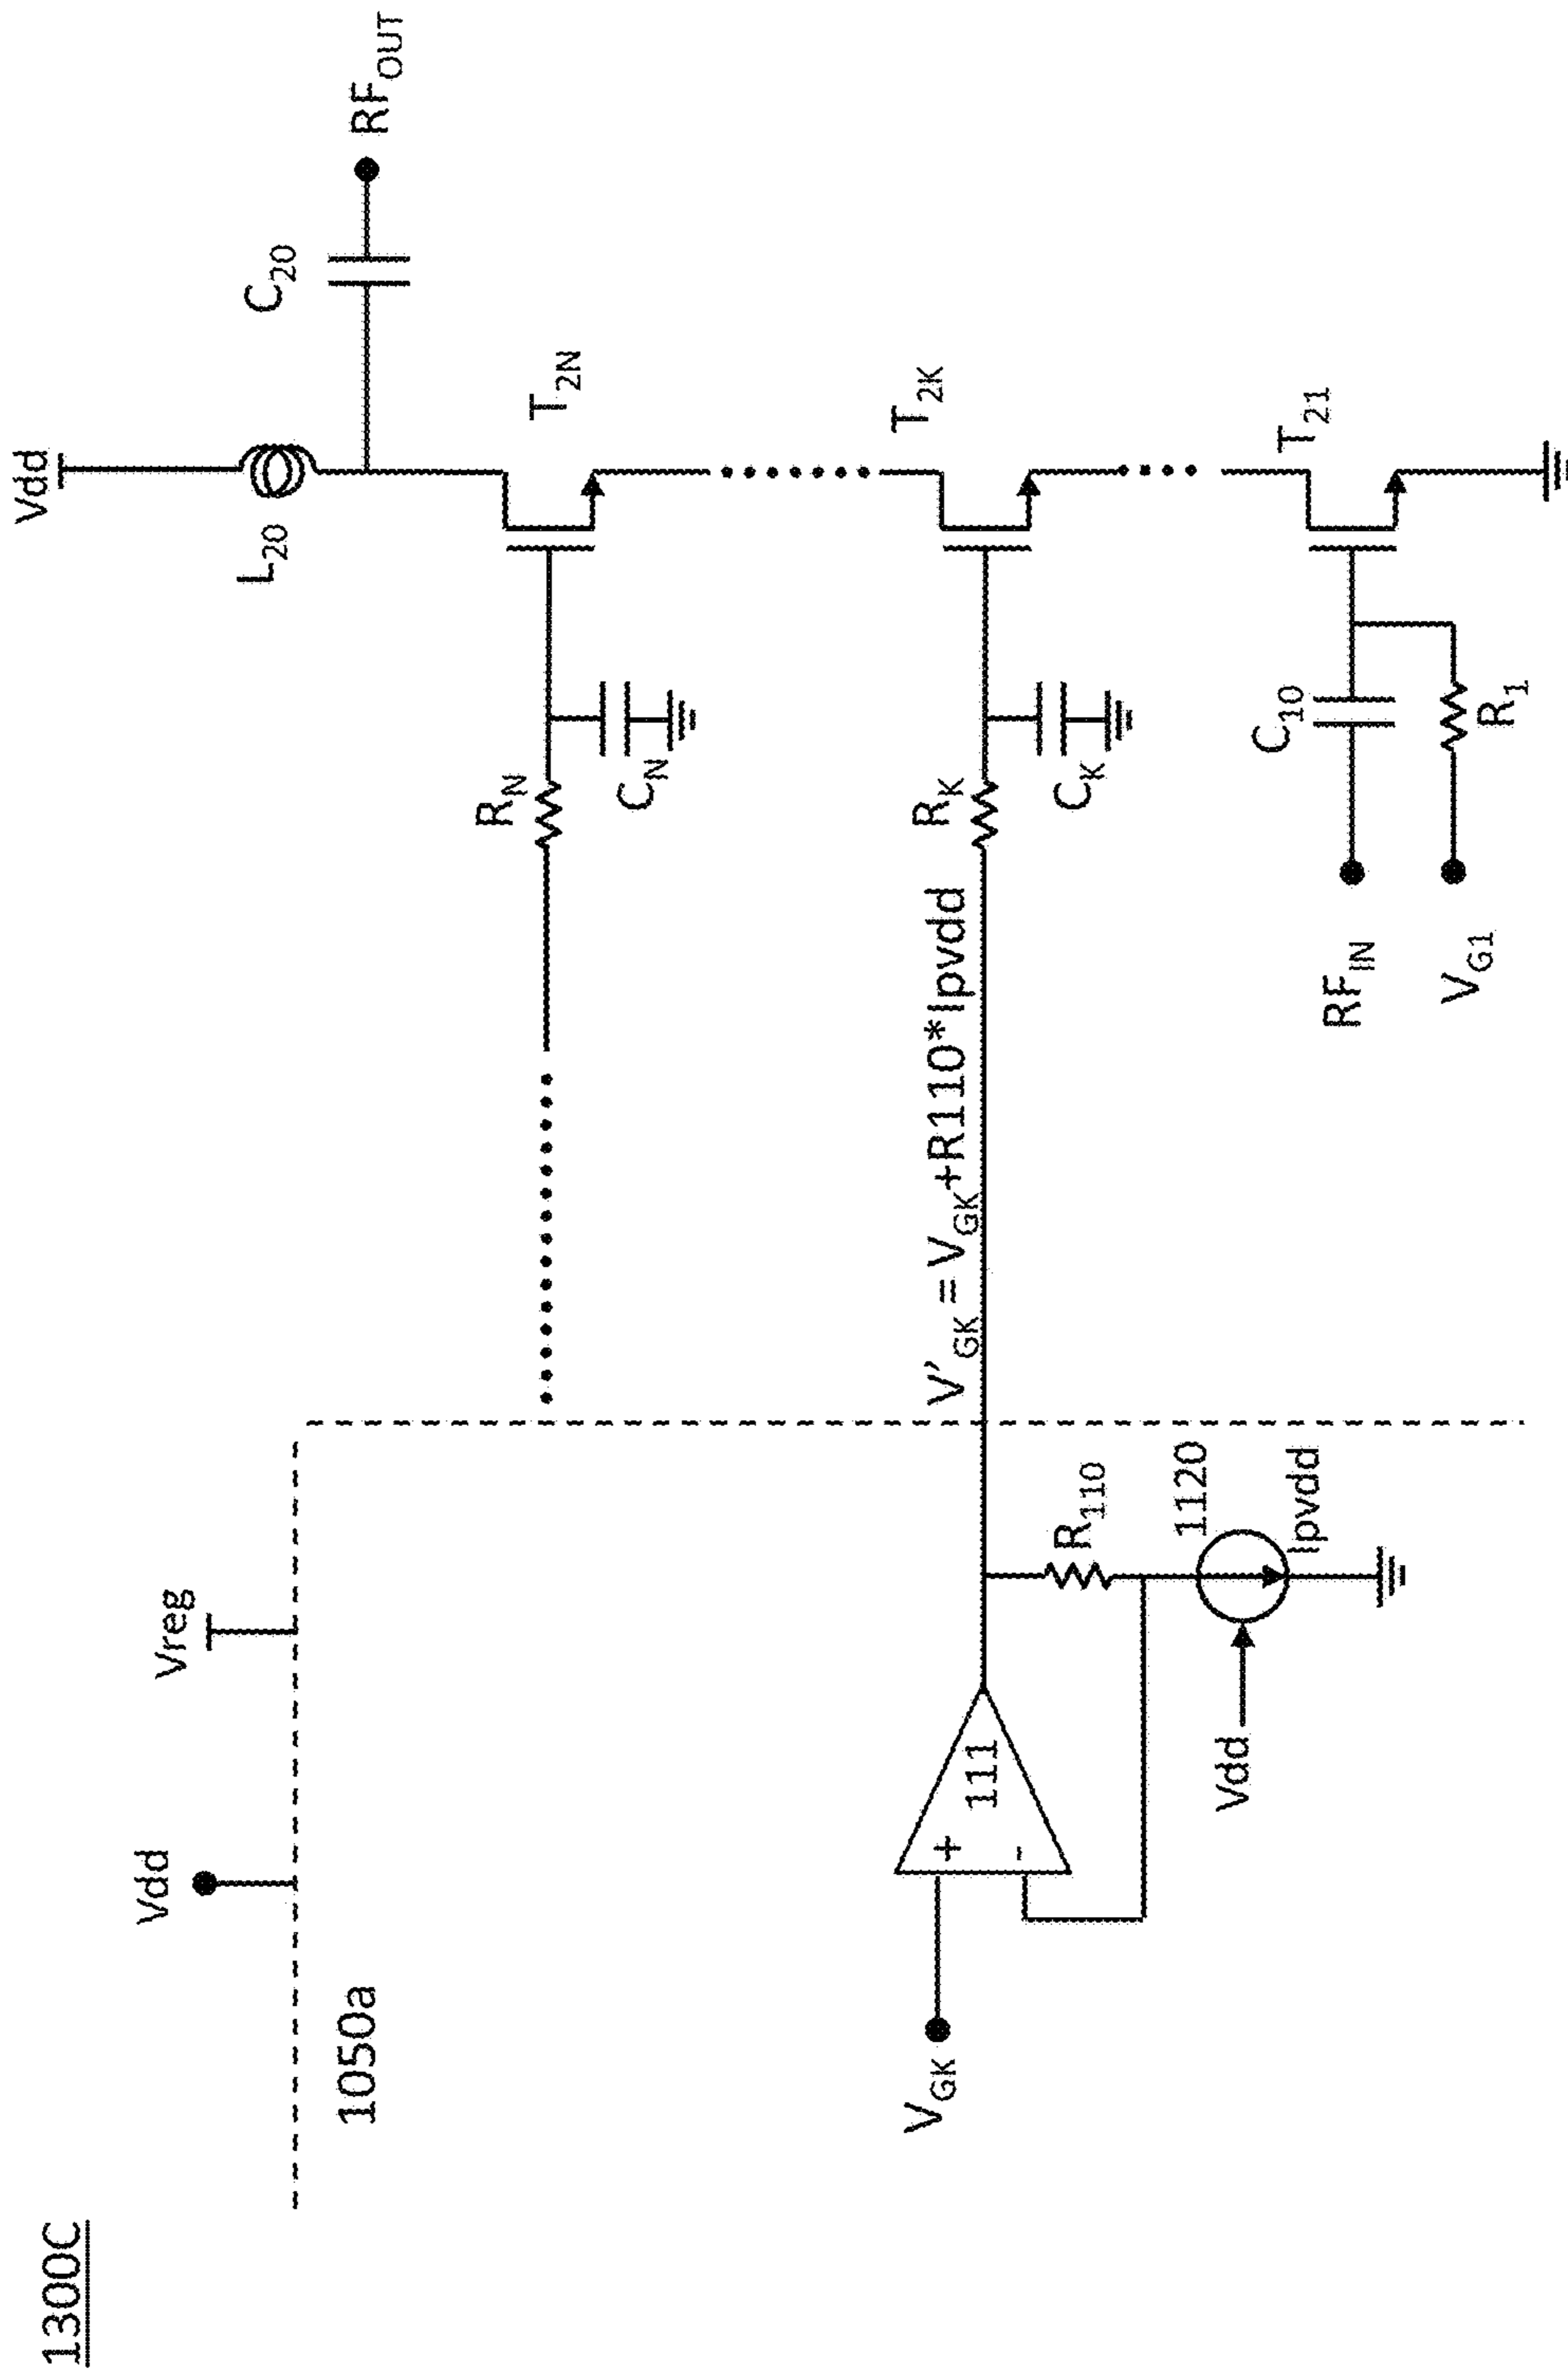 1300C
Vdd
Vreg
1050a
Vdd
L20
C20
RFOUT
T2N
RN
CN
T2K
RK
CK
V'GK = VGK+R110*Ipvdd
VGK
+
-
111
R110
1120
Ipvdd
Vdd
T21
C10
R1
RFIN
VG1